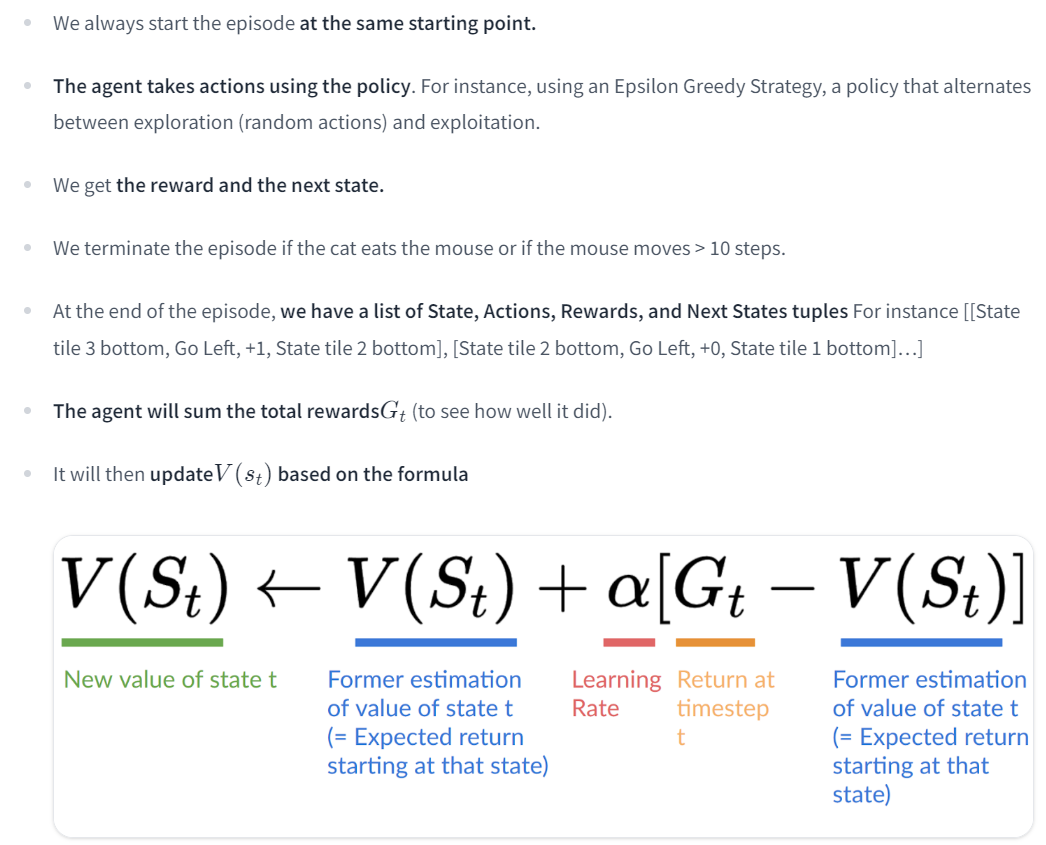 We always start the episode at the same starting point.
The agent takes actions using the policy. For instance, using an Epsilon Greedy Strategy, a policy that alternates
between exploration (random actions) and exploitation.
We get the reward and the next state.
We terminate the episode if the cat eats the mouse or if the mouse moves > 10 steps.
At the end of the episode, we have a list of State, Actions, Rewards, and Next States tuples For instance [[State
tile 3 bottom, Go Left, +1, State tile 2 bottom], [State tile 2 bottom, Go Left, +0, State tile 1 bottom]…]
The agent will sum the total rewardsG_t (to see how well it did).
It will then updateV(s_t) based on the formula
V(S_t) ← V(S_t) + α[G_t − V(S_t)]
New value of state t
Former estimation
of value of state t
(= Expected return
starting at that state)
Learning
Rate
Return at
timestep
t
Former estimation
of value of state t
(= Expected return
starting at that
state)